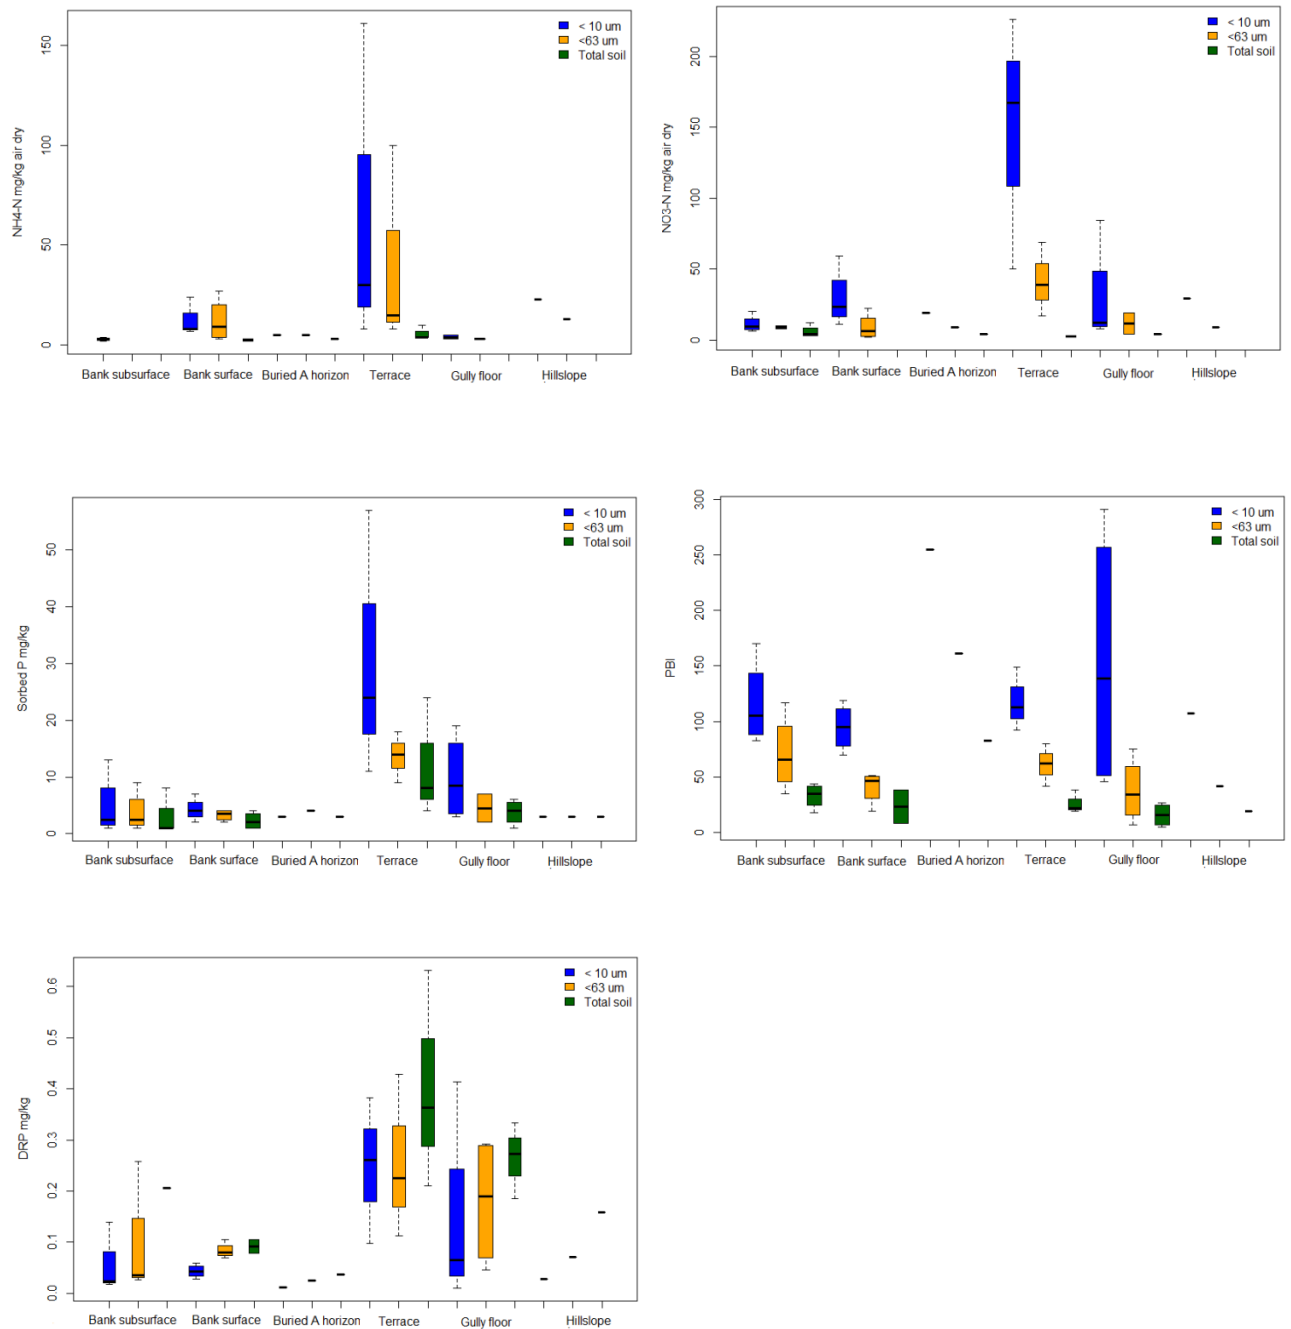 NH4-N mg/kg air dry
150
100
50
0
< 10 um
<63 um
Total soil
Bank subsurface Bank surface Buried A horizon Terrace Gully floor Hillslope
NO3-N mg/kg air dry
200
150
100
50
0
< 10 um
<63 um
Total soil
Bank subsurface Bank surface Buried A horizon Terrace Gully floor Hillslope
Sorbed P mg/kg
50
40
30
20
10
0
< 10 um
<63 um
Total soil
Bank subsurface Bank surface Buried A horizon Terrace Gully floor Hillslope
PBI
300
250
200
150
100
50
0
< 10 um
<63 um
Total soil
Bank subsurface Bank surface Buried A horizon Terrace Gully floor Hillslope
DRP mg/kg
0.6
0.5
0.4
0.3
0.2
0.1
0.0
< 10 um
<63 um
Total soil
Bank subsurface Bank surface Buried A horizon Terrace Gully floor Hillslope